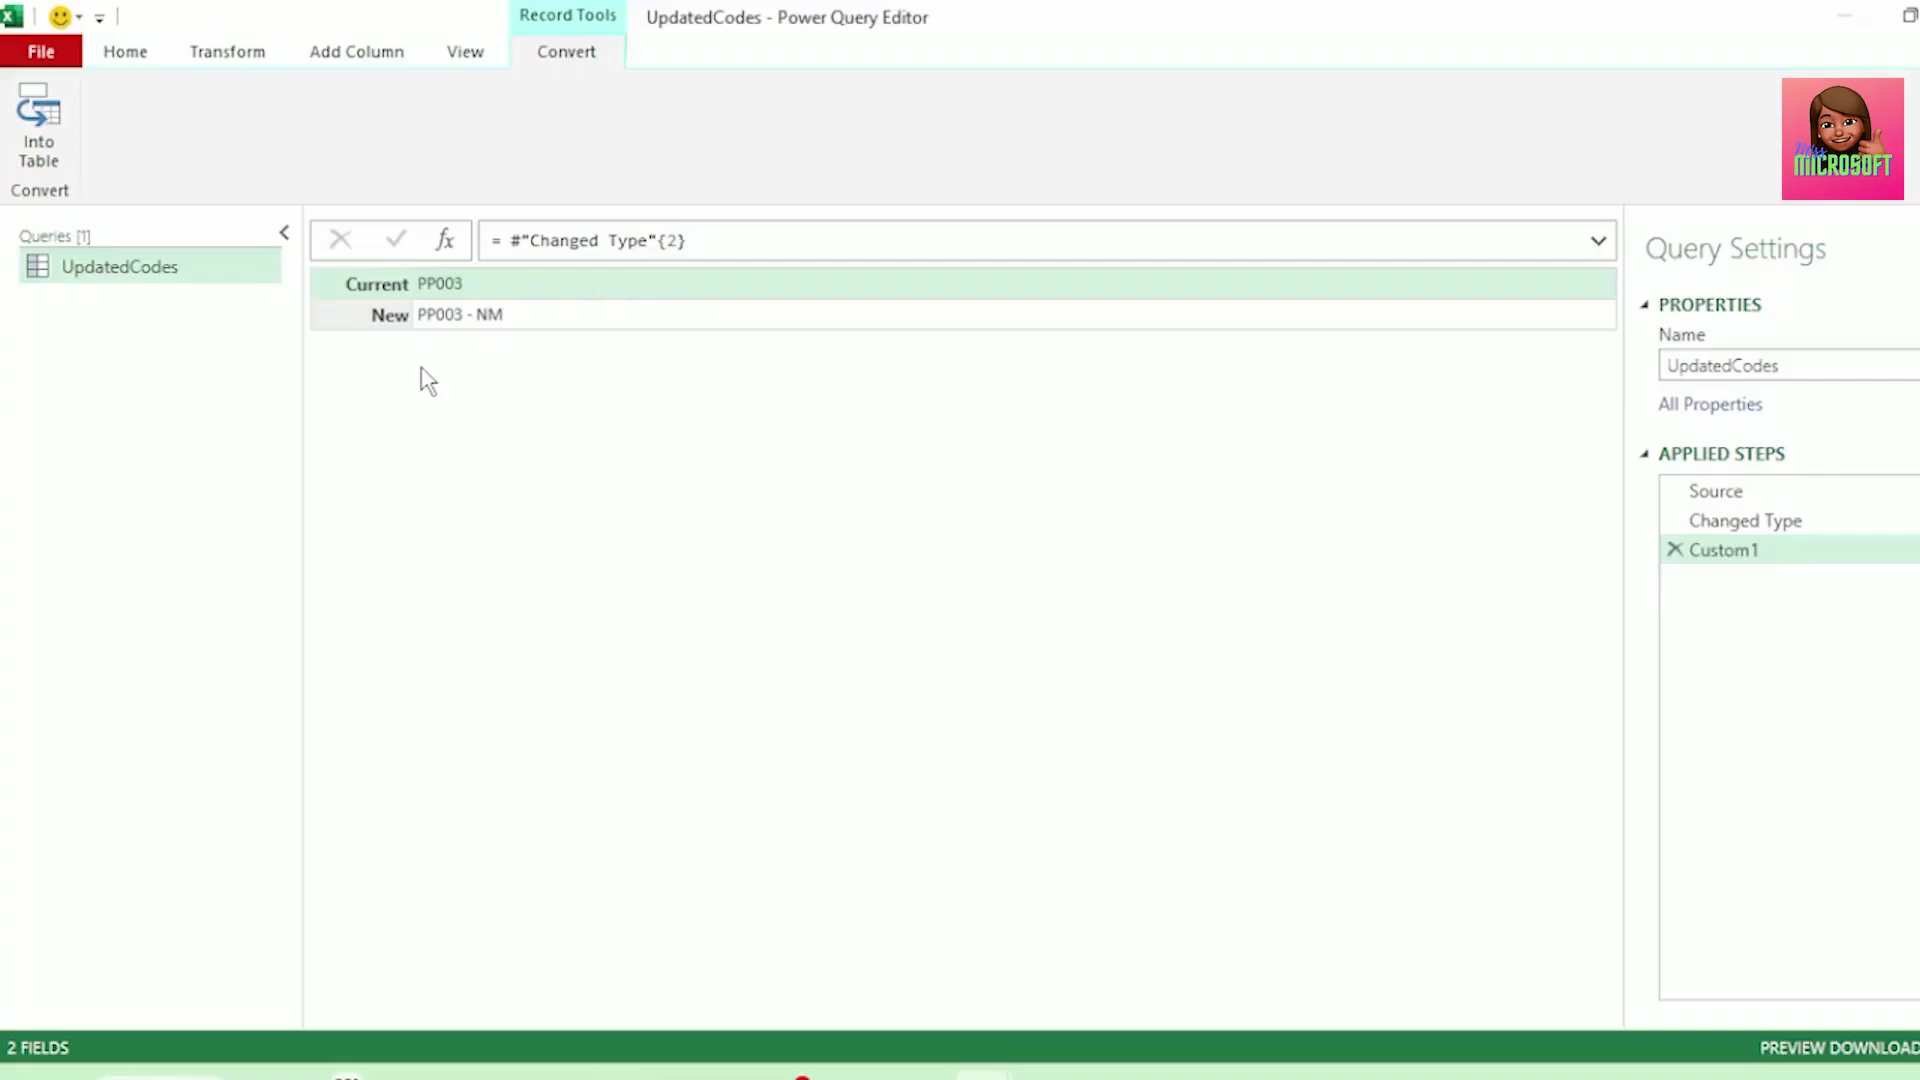 Record Tools
UpdatedCodes - Power Query Editor
File
Home
Transform
Add Column
View
Convert
Into
Table
Convert
Miss
MICROSOFT
Queries [1]
UpdatedCodes
fx
= #"Changed Type"{2}
Current PP003
New PP003 - NM
Query Settings
PROPERTIES
Name
UpdatedCodes
All Properties
APPLIED STEPS
Source
Changed Type
Custom1
2 FIELDS
PREVIEW DOWNLOAD